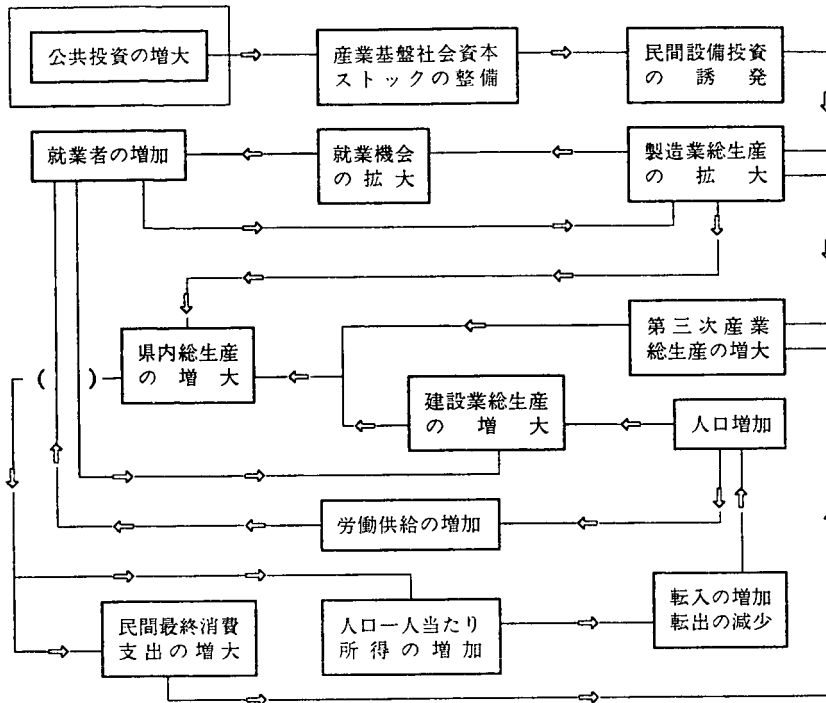 公共投資の増大
産業基盤社会資本
ストックの整備
民間設備投資
の誘発
就業者の増加
就業機会
の拡大
製造業総生産
の拡大
県内総生産
の増大
第三次産業
総生産の増大
建設業総生産
の増大
人口増加
労働供給の増加
民間最終消費
支出の増大
人口一人当たり
所得の増加
転入の増加
転出の減少